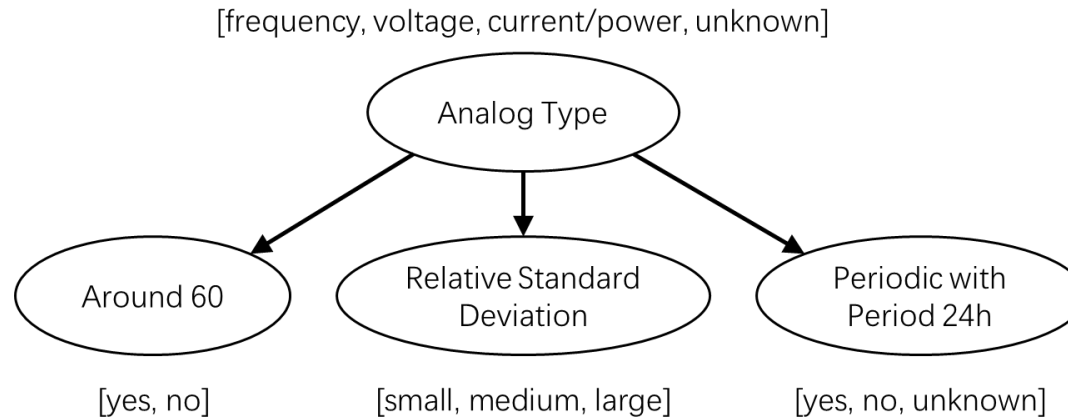 [frequency, voltage, current/power, unknown]
Analog Type
Around 60
Relative Standard
Deviation
Periodic with
Period 24h
[yes, no]
[small, medium, large]
[yes, no, unknown]